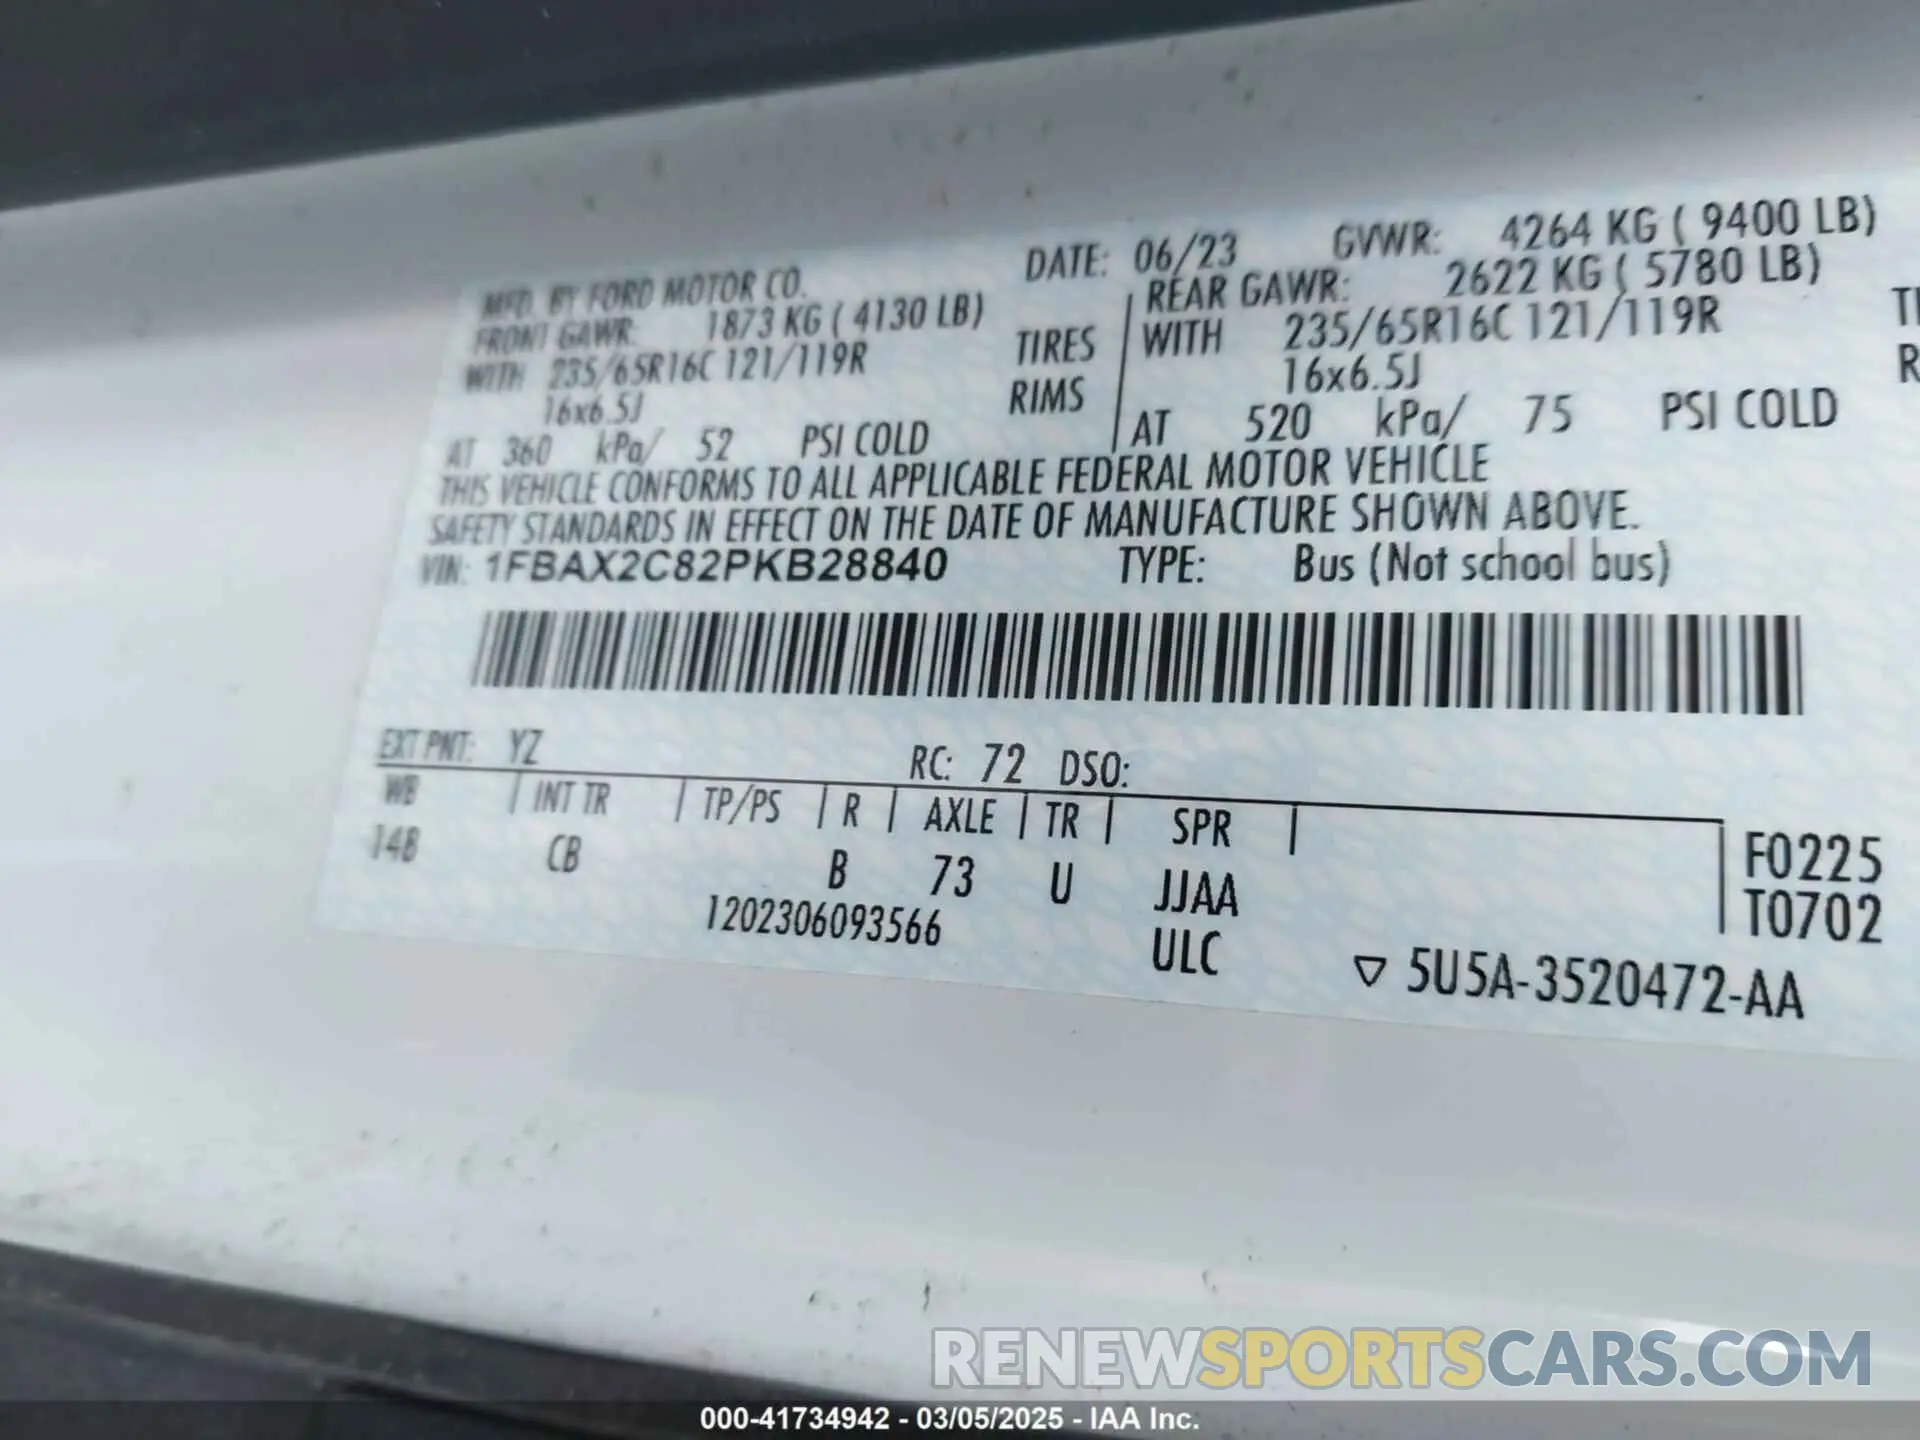 MFD. BY FORD MOTOR CO. DATE: 06/23 GVWR: 4264 KG ( 9400 LB)
FRONT GAWR: 1873 KG ( 4130 LB) REAR GAWR: 2622 KG ( 5780 LB)
WITH 235/65R16C 121/119R TIRES WITH 235/65R16C 121/119R
16x6.5J RIMS 16x6.5J
AT 360 kPa/ 52 PSI COLD AT 520 kPa/ 75 PSI COLD
THIS VEHICLE CONFORMS TO ALL APPLICABLE FEDERAL MOTOR VEHICLE
SAFETY STANDARDS IN EFFECT ON THE DATE OF MANUFACTURE SHOWN ABOVE.
VIN: 1FBAX2C82PKB28840 TYPE: Bus (Not school bus)
EXT PNT: YZ RC: 72 DSO:
WB INT TR TP/PS R AXLE TR SPR
148 CB B 73 U JJAA F0225
1202306093566 ULC T0702
▽ 5U5A-3520472-AA
RENEWSPORTSCARS.COM
000-41734942 - 03/05/2025 - IAA Inc.